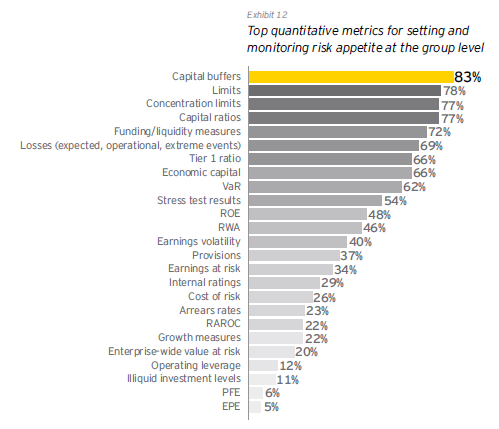 Exhibit 12
Top quantitative metrics for setting and
monitoring risk appetite at the group level
Capital buffers 83%
Limits 78%
Concentration limits 77%
Capital ratios 77%
Funding/liquidity measures 72%
Losses (expected, operational, extreme events) 69%
Tier 1 ratio 66%
Economic capital 66%
VaR 62%
Stress test results 54%
ROE 48%
RWA 46%
Earnings volatility 40%
Provisions 37%
Earnings at risk 34%
Internal ratings 29%
Cost of risk 26%
Arrears rates 23%
RAROC 22%
Growth measures 22%
Enterprise-wide value at risk 20%
Operating leverage 12%
Illiquid investment levels 11%
PFE 6%
EPE 5%